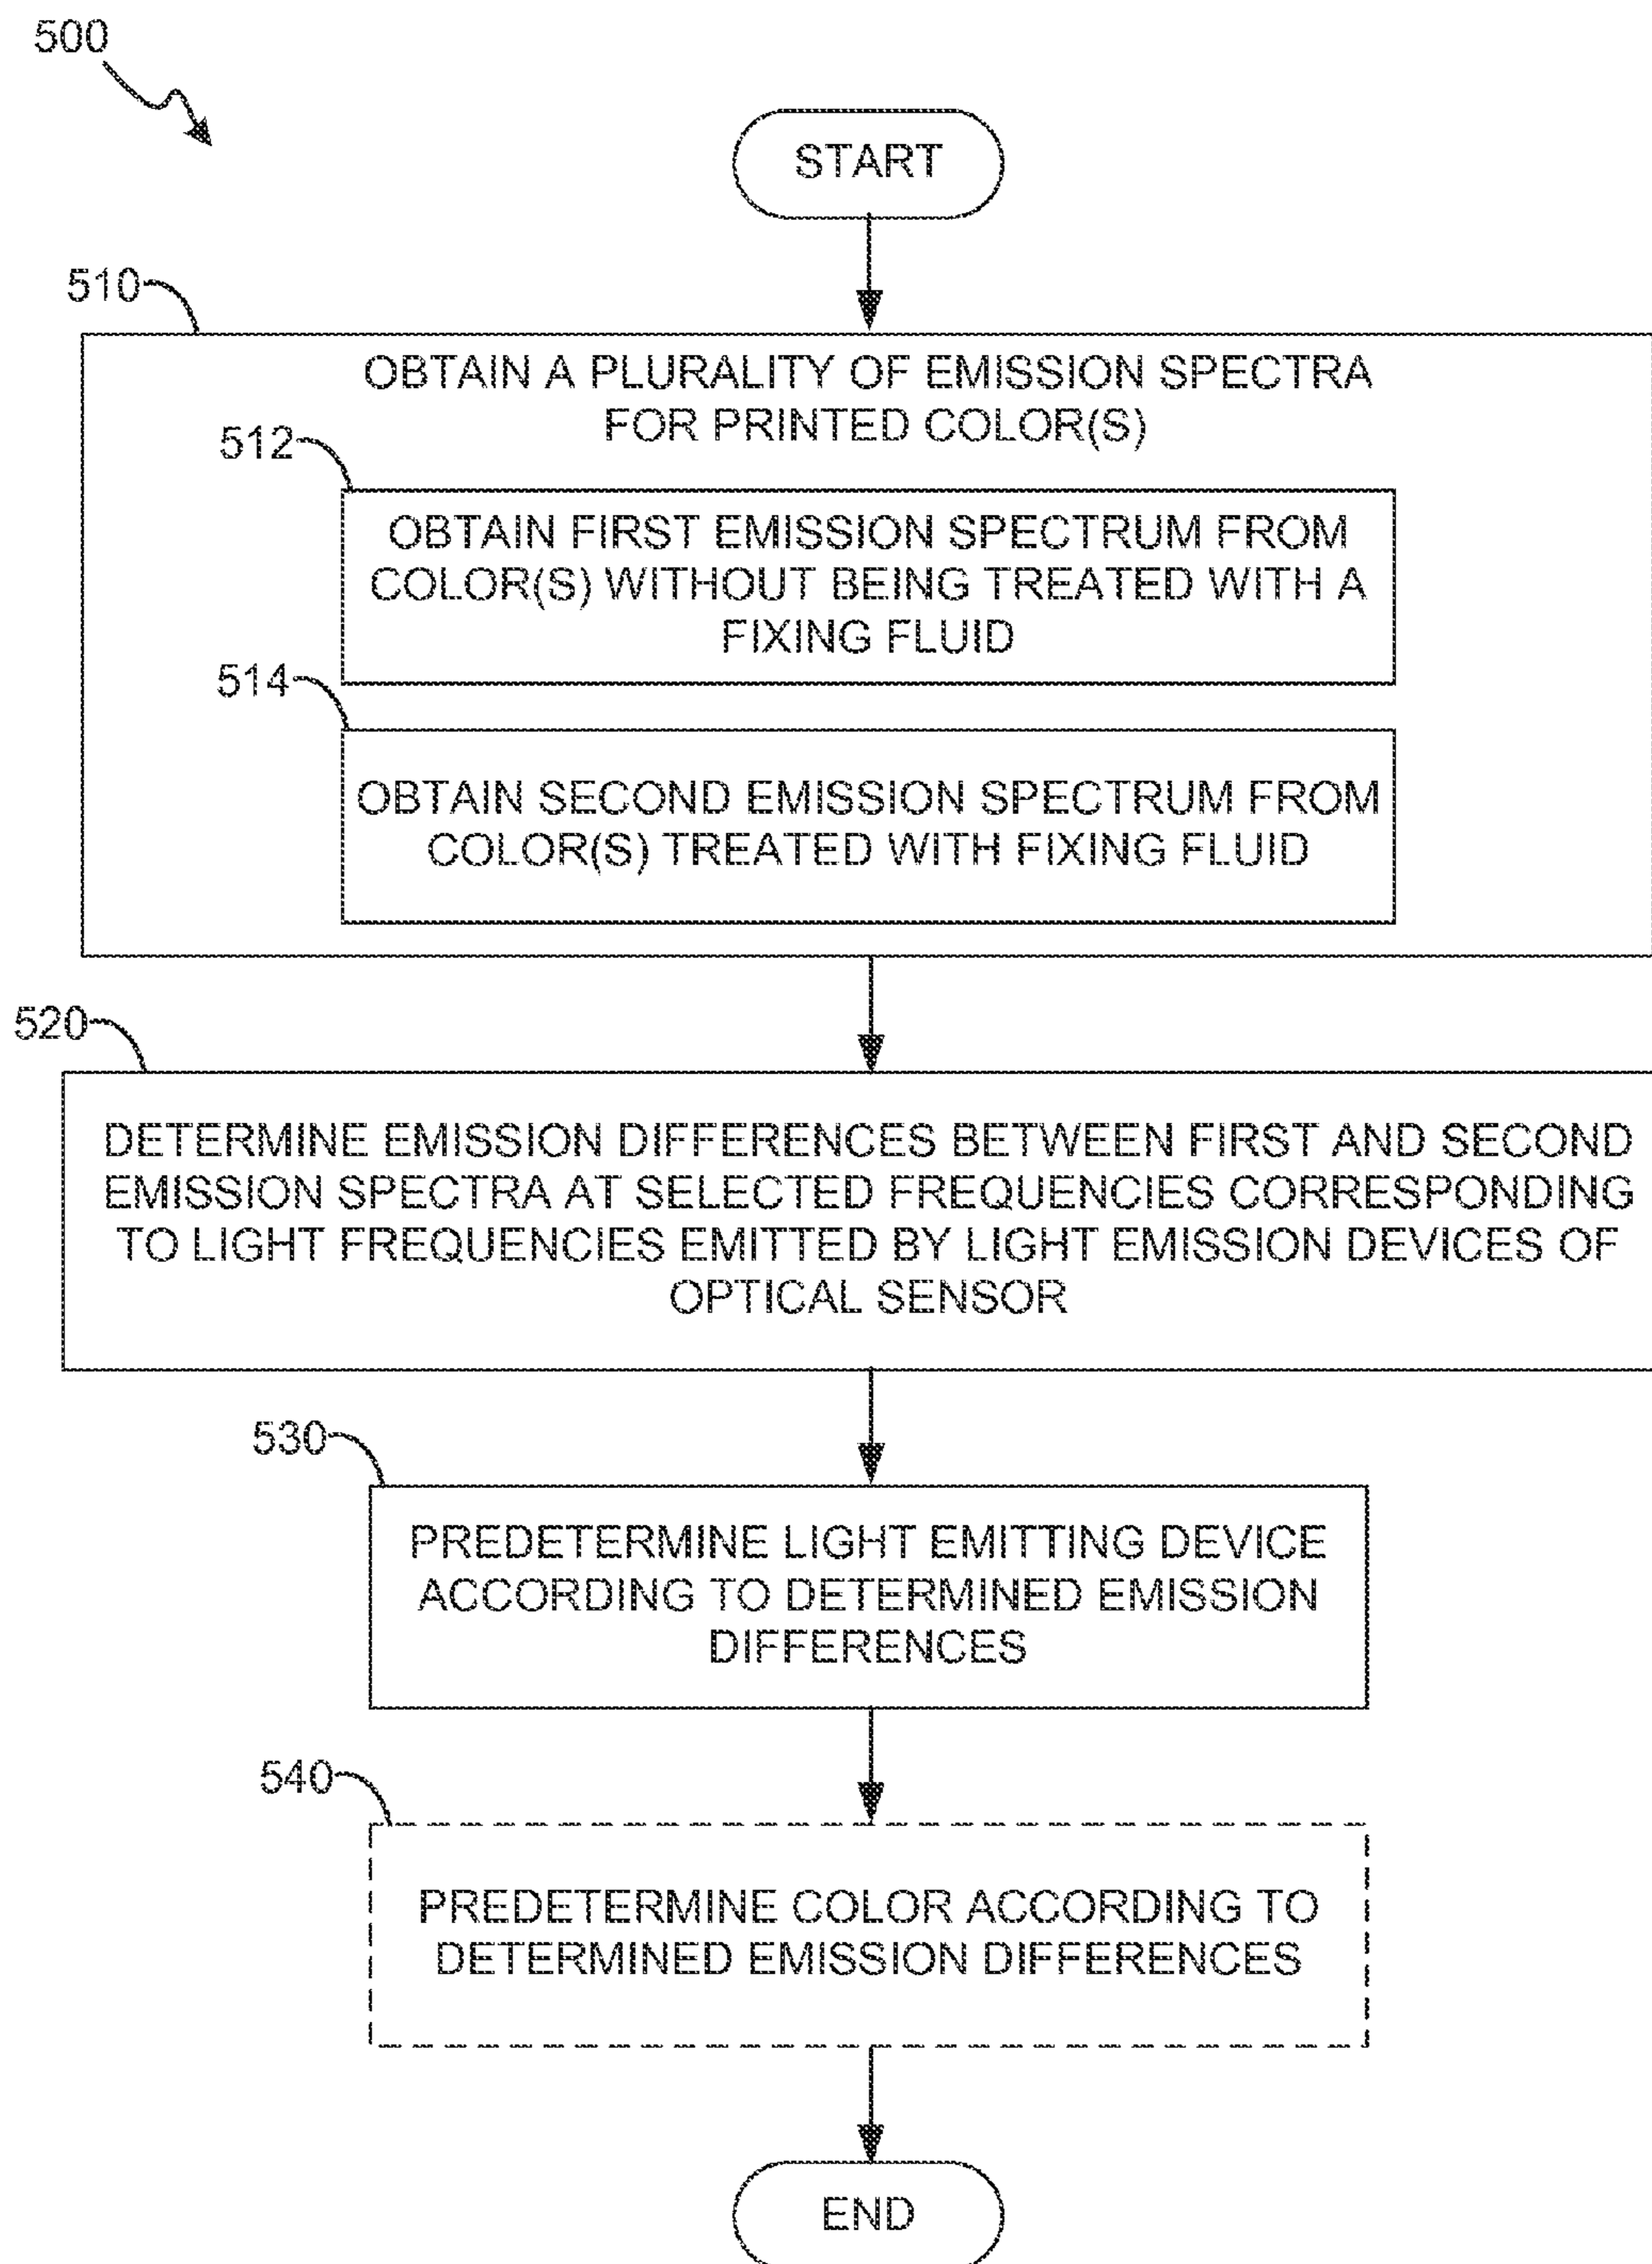 500
START
510
OBTAIN A PLURALITY OF EMISSION SPECTRA
FOR PRINTED COLOR(S)
512
OBTAIN FIRST EMISSION SPECTRUM FROM
COLOR(S) WITHOUT BEING TREATED WITH A
FIXING FLUID
514
OBTAIN SECOND EMISSION SPECTRUM FROM
COLOR(S) TREATED WITH FIXING FLUID
520
DETERMINE EMISSION DIFFERENCES BETWEEN FIRST AND SECOND
EMISSION SPECTRA AT SELECTED FREQUENCIES CORRESPONDING
TO LIGHT FREQUENCIES EMITTED BY LIGHT EMISSION DEVICES OF
OPTICAL SENSOR
530
PREDETERMINE LIGHT EMITTING DEVICE
ACCORDING TO DETERMINED EMISSION
DIFFERENCES
540
PREDETERMINE COLOR ACCORDING TO
DETERMINED EMISSION DIFFERENCES
END